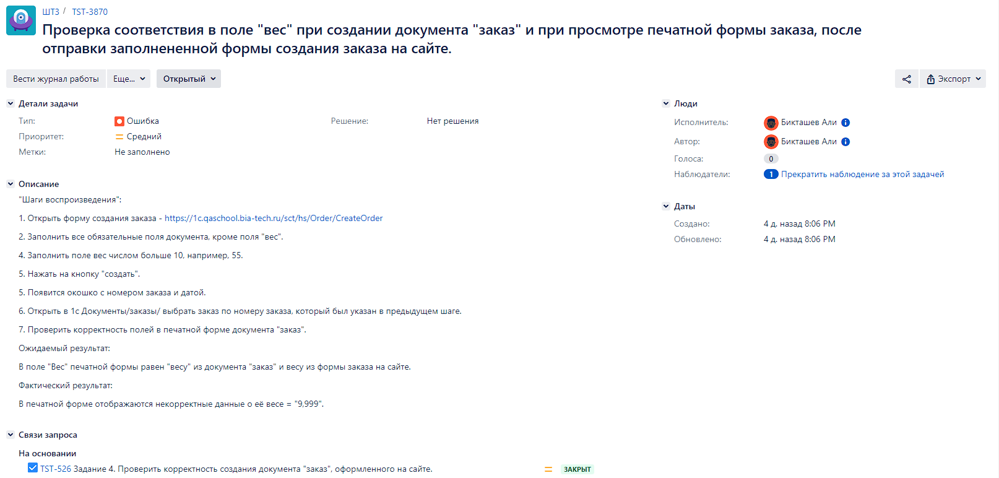 ШТЗ / TST-3870
Проверка соответствия в поле "вес" при создании документа "заказ" и при просмотре печатной формы заказа, после
отправки заполнененной формы создания заказа на сайте.
Вести журнал работы Еще... Открытый Экспорт
Детали задачи
Тип: Ошибка Решение: Нет решения
Приоритет: Средний
Метки: Не заполнено
Люди
Исполнитель: Бикташев Али
Автор: Бикташев Али
Голоса: 0
Наблюдатели: 1 Прекратить наблюдение за этой задачей
Даты
Создано: 4 д. назад 8:06 PM
Обновлено: 4 д. назад 8:06 PM
Описание
"Шаги воспроизведения":
1. Открыть форму создания заказа - https://1c.qaschool.bia-tech.ru/sct/hs/Order/CreateOrder
2. Заполнить все обязательные поля документа, кроме поля "вес".
4. Заполнить поле вес числом больше 10, например, 55.
5. Нажать на кнопку "создать".
5. Появится окошко с номером заказа и датой.
6. Открыть в 1с Документы/заказы/ выбрать заказ по номеру заказа, который был указан в предыдущем шаге.
7. Проверить корректность полей в печатной форме документа "заказ".
Ожидаемый результат:
В поле "Вес" печатной формы равен "весу" из документа "заказ" и весу из формы заказа на сайте.
Фактический результат:
В печатной форме отображаются некорректные данные о её весе = "9,999".
Связи запроса
На основании
TST-526 Задание 4. Проверить корректность создания документа "заказ", оформленного на сайте. ЗАКРЫТ